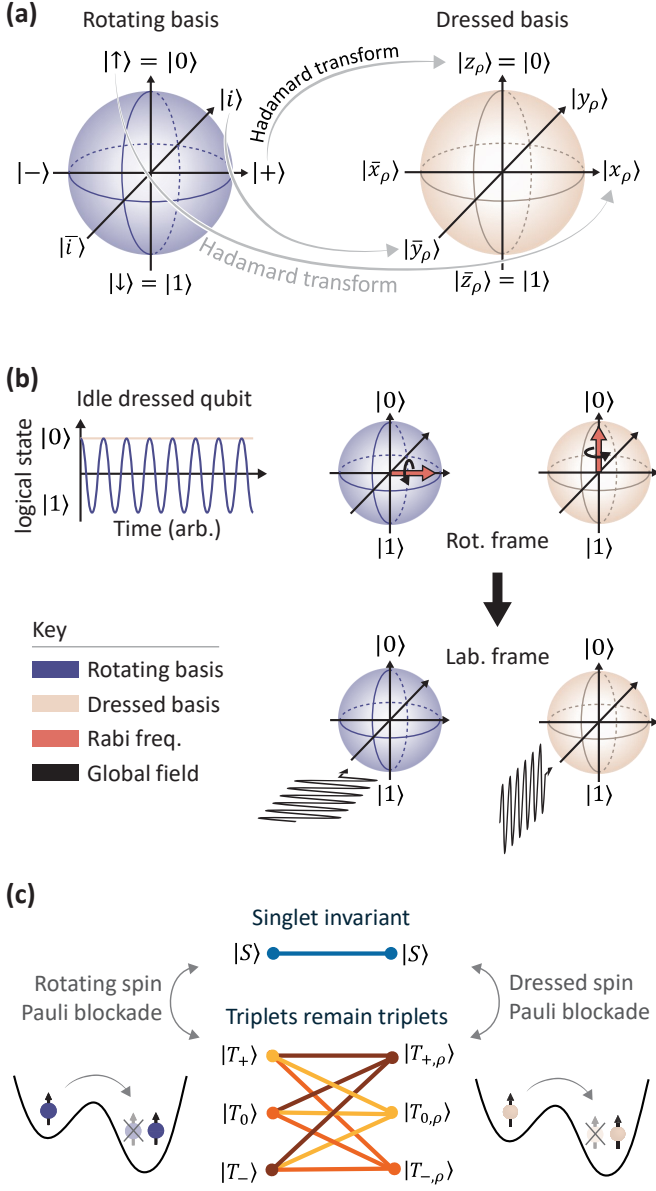 (a)
Rotating basis
Dressed basis
|↑⟩ = |0⟩
|z_ρ⟩ = |0⟩
|i⟩
Hadamard transform
|y_ρ⟩
|−⟩
|+⟩
|x̄_ρ⟩
|x_ρ⟩
|ī⟩
Hadamard transform
|ȳ_ρ⟩
|↓⟩ = |1⟩
|z̄_ρ⟩ = |1⟩
(b)
Idle dressed qubit
|0⟩
|1⟩
logical state
Time (arb.)
|0⟩
|0⟩
|1⟩
|1⟩
Rot. frame
Key
Rotating basis
Dressed basis
Rabi freq.
Global field
|0⟩
|0⟩
Lab. frame
|1⟩
|1⟩
(c)
Singlet invariant
|S⟩
|S⟩
Rotating spin
Pauli blockade
Dressed spin
Pauli blockade
Triplets remain triplets
|T₊⟩
|T₊,ρ⟩
|T₀⟩
|T₀,ρ⟩
|T₋⟩
|T₋,ρ⟩